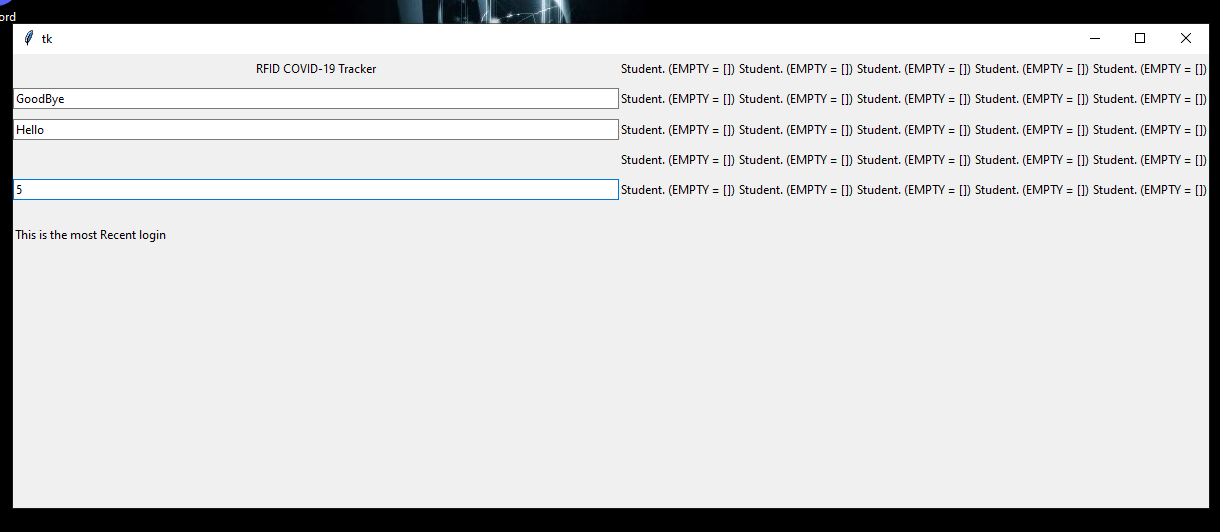 ord
tk
RFID COVID-19 Tracker Student. (EMPTY = []) Student. (EMPTY = []) Student. (EMPTY = []) Student. (EMPTY = []) Student. (EMPTY = [])
GoodBye Student. (EMPTY = []) Student. (EMPTY = []) Student. (EMPTY = []) Student. (EMPTY = []) Student. (EMPTY = [])
Hello Student. (EMPTY = []) Student. (EMPTY = []) Student. (EMPTY = []) Student. (EMPTY = []) Student. (EMPTY = [])
Student. (EMPTY = []) Student. (EMPTY = []) Student. (EMPTY = []) Student. (EMPTY = []) Student. (EMPTY = [])
5 Student. (EMPTY = []) Student. (EMPTY = []) Student. (EMPTY = []) Student. (EMPTY = []) Student. (EMPTY = [])
This is the most Recent login